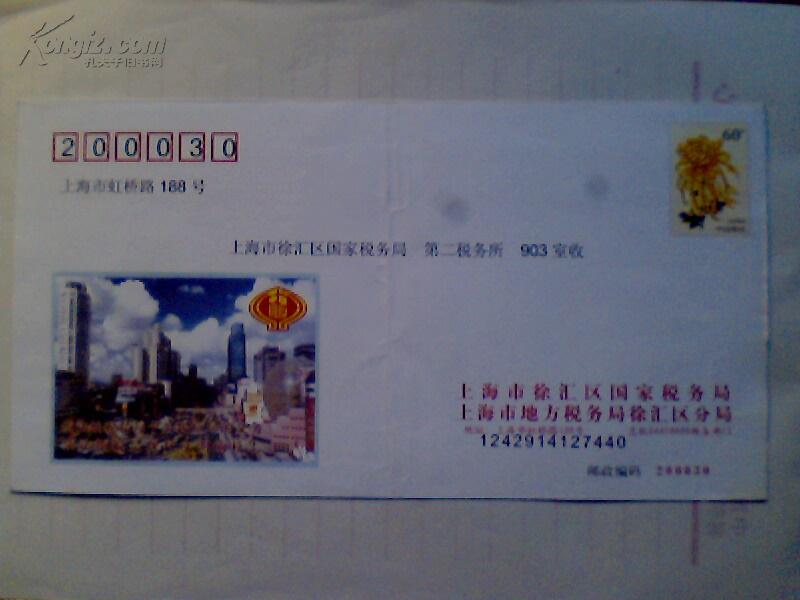 Kongfz.com
孔夫子旧书网
200030
60
上海市虹桥路 188 号
上海市徐汇区国家税务局 第二税务所 903 室收
税
上海市徐汇区国家税务局
上海市地方税务局徐汇区分局
1242914127440
邮政编码 200030